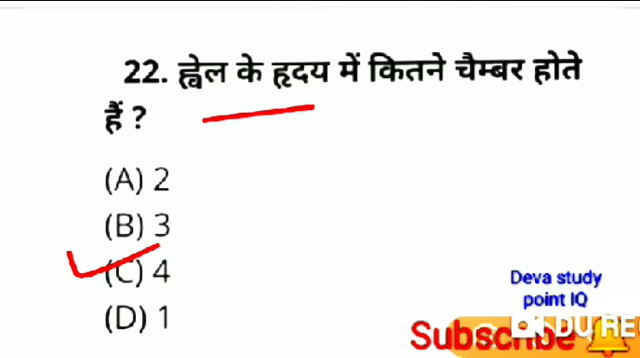 22. ह्वेल के हृदय में कितने चैम्बर होते
हैं ?
(A) 2
(B) 3
(C) 4
(D) 1
Deva study
point IQ
Subscribe